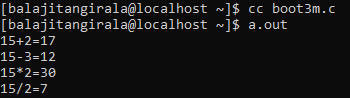 [balajitangirala@localhost ~]$ cc boot3m.c
[balajitangirala@localhost ~]$ a.out
15+2=17
15-3=12
15*2=30
15/2=7